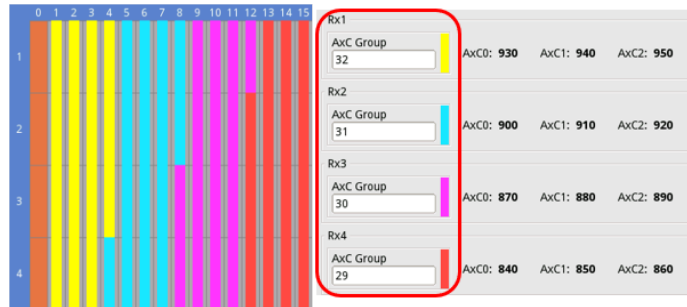 0 1 2 3 4 5 6 7 8 9 10 11 12 13 14 15
1
2
3
4
Rx1
AxC Group
32
AxC0: 930 AxC1: 940 AxC2: 950
Rx2
AxC Group
31
AxC0: 900 AxC1: 910 AxC2: 920
Rx3
AxC Group
30
AxC0: 870 AxC1: 880 AxC2: 890
Rx4
AxC Group
29
AxC0: 840 AxC1: 850 AxC2: 860